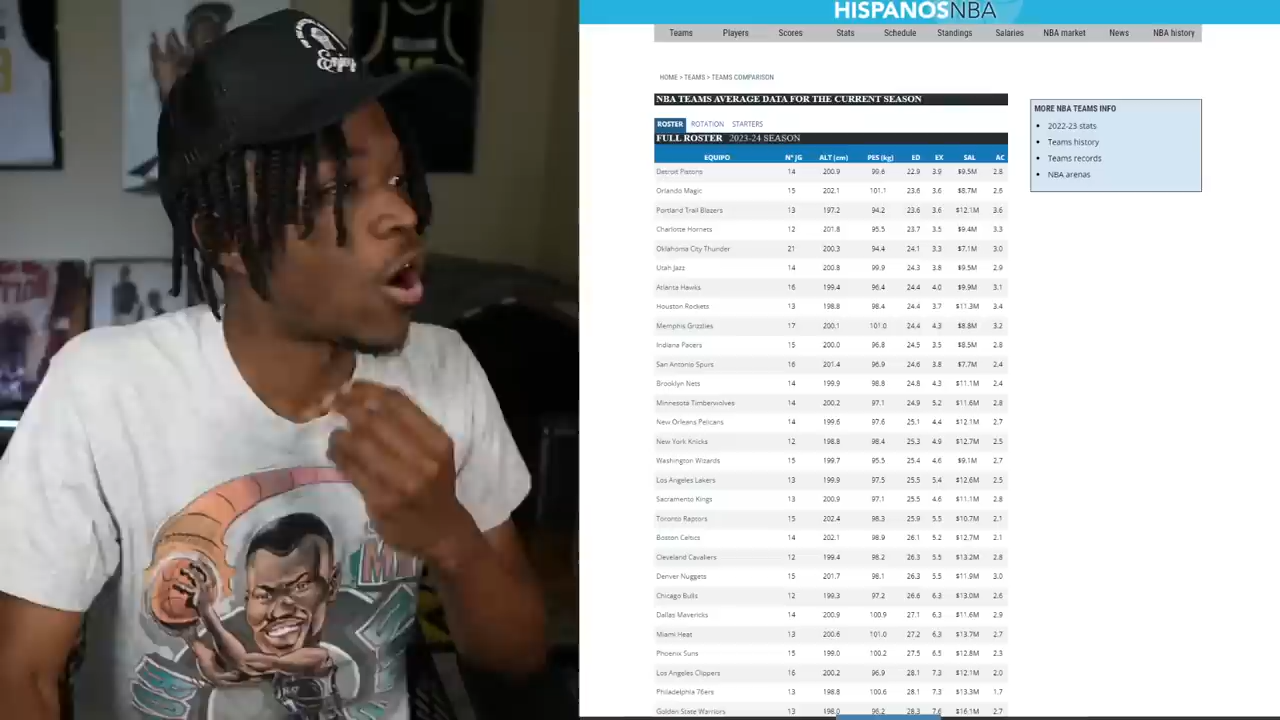 HISPANOSNBA
Teams Players Scores Stats Schedule Standings Salaries NBA market News NBA history
HOME > TEAMS > TEAMS COMPARISON
NBA TEAMS AVERAGE DATA FOR THE CURRENT SEASON
ROSTER ROTATION STARTERS
FULL ROSTER 2023-24 SEASON
EQUIPO Nº JG ALT (cm) PES (kg) ED EX SAL AC
Detroit Pistons 14 200.9 99.6 22.9 3.9 $9.5M 2.8
Orlando Magic 15 202.1 101.1 23.6 3.6 $8.7M 2.6
Portland Trail Blazers 13 197.2 94.2 23.6 3.6 $12.1M 3.6
Charlotte Hornets 12 201.8 95.5 23.7 3.5 $9.4M 3.3
Oklahoma City Thunder 21 200.3 94.4 24.1 3.3 $7.1M 3.0
Utah Jazz 14 200.8 99.9 24.3 3.8 $9.5M 2.9
Atlanta Hawks 16 199.4 96.4 24.4 4.0 $9.9M 3.1
Houston Rockets 13 198.8 98.4 24.4 3.7 $11.3M 3.4
Memphis Grizzlies 17 200.1 101.0 24.4 4.3 $8.8M 3.2
Indiana Pacers 15 200.0 96.8 24.5 3.5 $8.5M 2.8
San Antonio Spurs 16 201.4 96.9 24.6 3.8 $7.7M 2.4
Brooklyn Nets 14 199.9 98.8 24.8 4.3 $11.1M 2.4
Minnesota Timberwolves 14 200.2 97.1 24.9 5.2 $11.6M 2.8
New Orleans Pelicans 14 199.6 97.6 25.1 4.4 $12.1M 2.7
New York Knicks 12 198.8 98.4 25.3 4.9 $12.7M 2.5
Washington Wizards 15 199.7 95.5 25.4 4.6 $9.1M 2.7
Los Angeles Lakers 13 199.9 97.5 25.5 5.4 $12.6M 2.5
Sacramento Kings 13 200.9 97.1 25.5 4.6 $11.1M 2.8
Toronto Raptors 15 202.4 98.3 25.9 5.5 $10.7M 2.1
Boston Celtics 14 202.1 98.9 26.1 5.2 $12.7M 2.1
Cleveland Cavaliers 12 199.4 98.2 26.3 5.5 $13.2M 2.8
Denver Nuggets 15 201.7 98.1 26.3 5.5 $11.9M 3.0
Chicago Bulls 12 199.3 97.2 26.6 6.3 $13.0M 2.6
Dallas Mavericks 14 200.9 100.9 27.1 6.3 $11.6M 2.9
Miami Heat 13 200.6 101.0 27.2 6.3 $13.7M 2.7
Phoenix Suns 15 199.0 100.2 27.5 6.5 $12.8M 2.3
Los Angeles Clippers 16 200.2 96.9 28.1 7.3 $12.1M 2.0
Philadelphia 76ers 13 198.8 100.6 28.1 7.3 $13.3M 1.7
Golden State Warriors 13 198.0 96.2 28.3 7.6 $16.1M 2.7
MORE NBA TEAMS INFO
2022-23 stats
Teams history
Teams records
NBA arenas